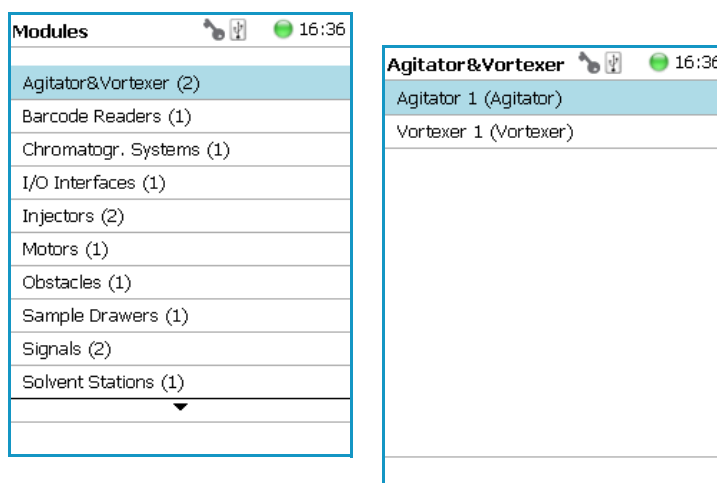 Modules 16:36
Agitator&Vortexer (2)
Barcode Readers (1)
Chromatogr. Systems (1)
I/O Interfaces (1)
Injectors (2)
Motors (1)
Obstacles (1)
Sample Drawers (1)
Signals (2)
Solvent Stations (1)
Agitator&Vortexer 16:36
Agitator 1 (Agitator)
Vortexer 1 (Vortexer)